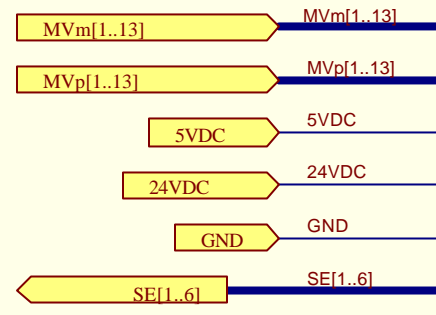 MVm[1..13] MVm[1..13]
MVp[1..13] MVp[1..13]
5VDC 5VDC
24VDC 24VDC
GND GND
SE[1..6] SE[1..6]